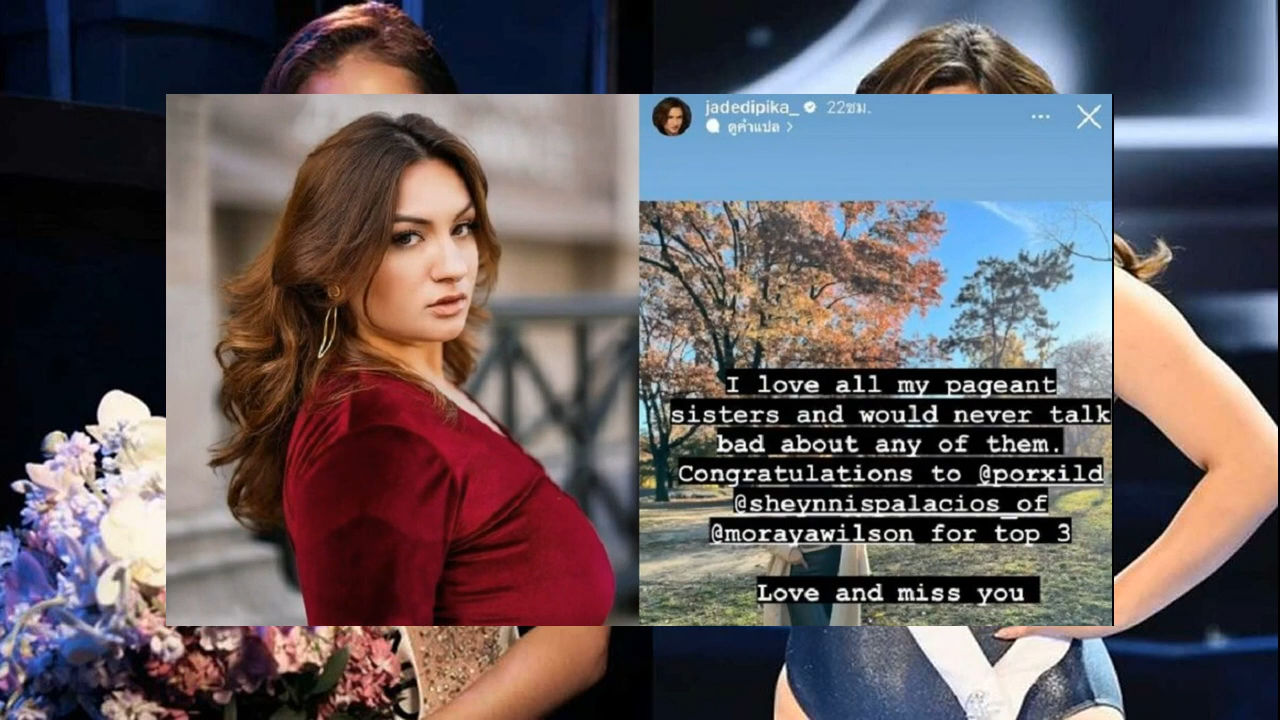 jadedipika_ 22ชม.
ดูคำแปล >
I love all my pageant
sisters and would never talk
bad about any of them.
Congratulations to @porxild
@sheynnispalacios_of
@morayawilson for top 3
Love and miss you